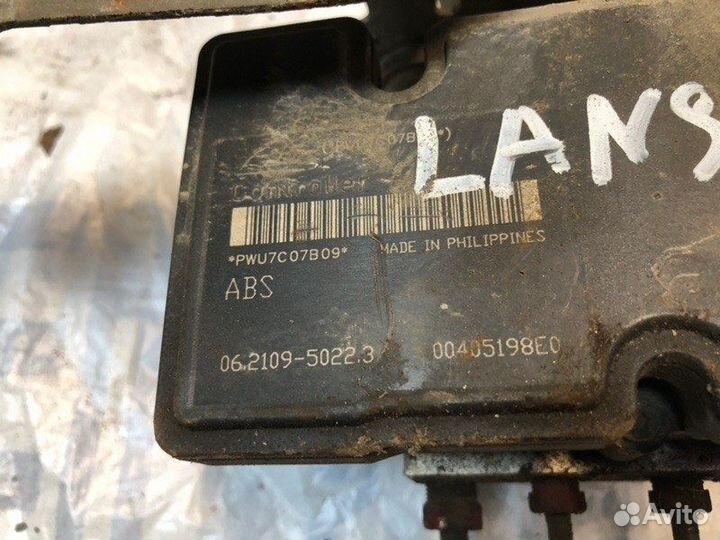 LANS
Controller
*PWU7C07B09*
MADE IN PHILIPPINES
ABS
06.2109-5022.3
00405198E0
Avito